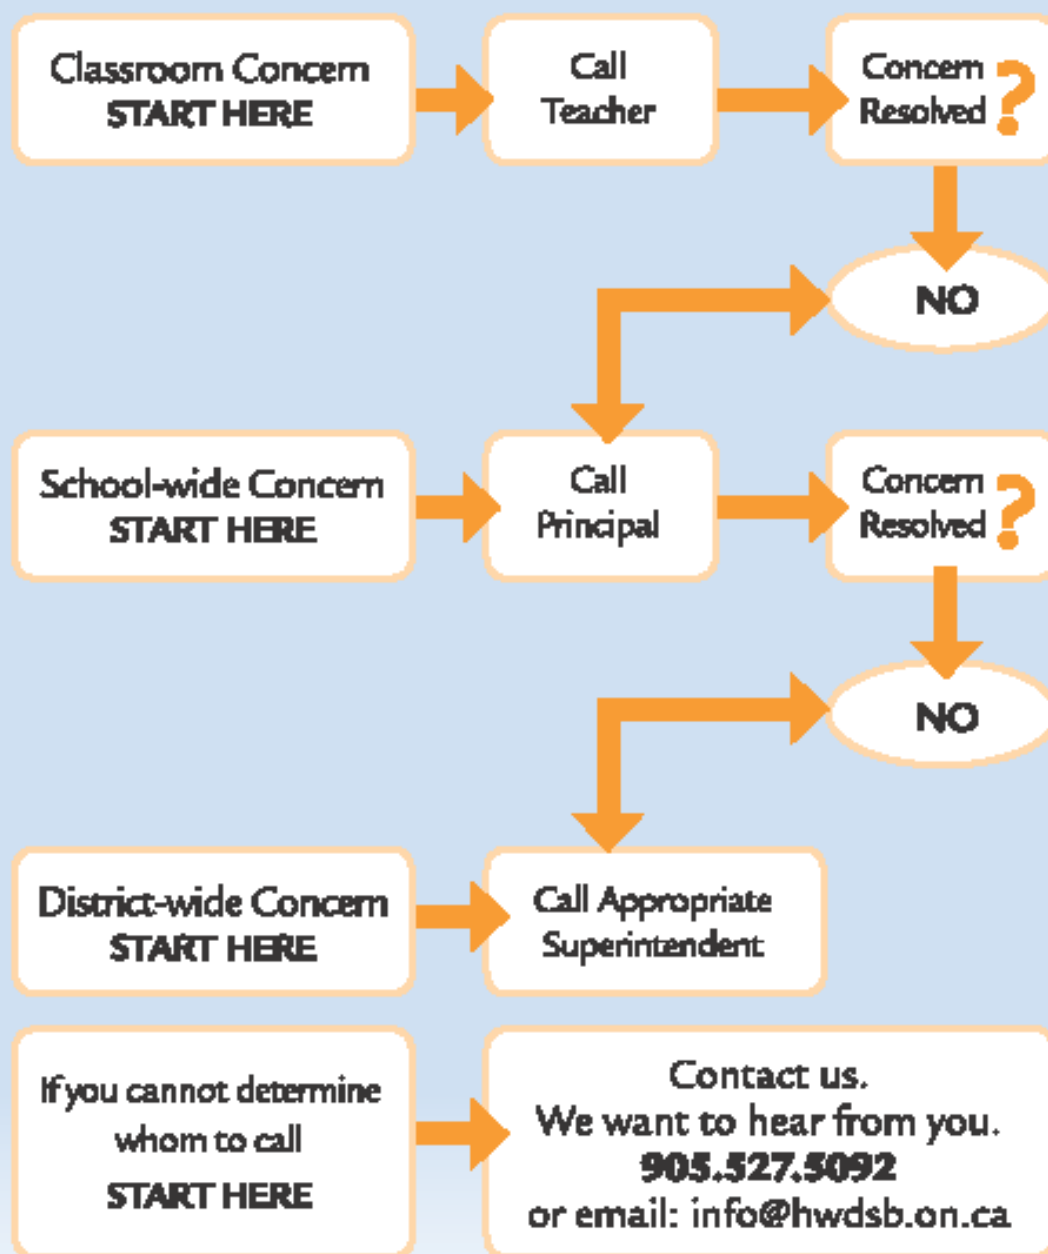 Classroom Concern
START HERE
Call
Teacher
Concern
Resolved ?
NO
School-wide Concern
START HERE
Call
Principal
Concern
Resolved ?
NO
District-wide Concern
START HERE
Call Appropriate
Superintendent
If you cannot determine
whom to call
START HERE
Contact us.
We want to hear from you.
905.527.5092
or email: info@hwdsb.on.ca